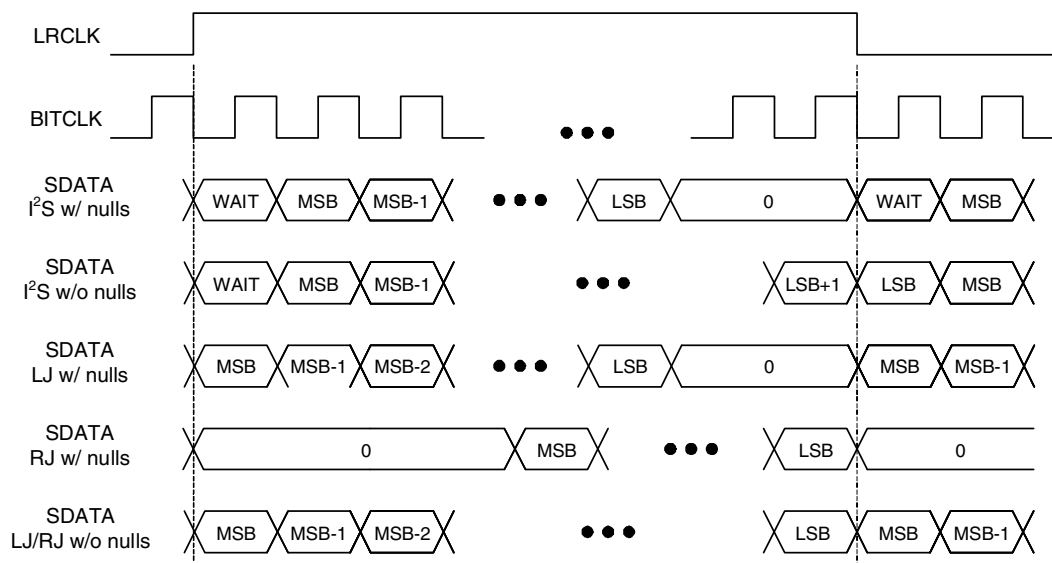 LRCLK
BITCLK
SDATA
I²S w/ nulls
WAIT MSB MSB-1 LSB 0 WAIT MSB
SDATA
I²S w/o nulls
WAIT MSB MSB-1 LSB+1 LSB MSB
SDATA
LJ w/ nulls
MSB MSB-1 MSB-2 LSB 0 MSB MSB-1
SDATA
RJ w/ nulls
0 MSB LSB 0
SDATA
LJ/RJ w/o nulls
MSB MSB-1 MSB-2 LSB MSB MSB-1